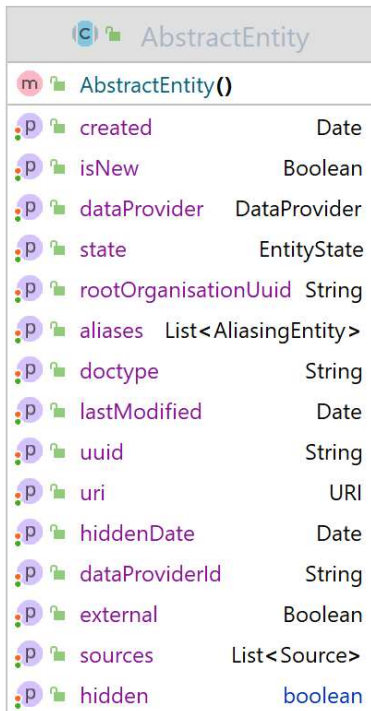 C AbstractEntity
m AbstractEntity()
p created Date
p isNew Boolean
p dataProvider DataProvider
p state EntityState
p rootOrganisationUuid String
p aliases List<AliasingEntity>
p doctype String
p lastModified Date
p uuid String
p uri URI
p hiddenDate Date
p dataProviderId String
p external Boolean
p sources List<Source>
p hidden boolean